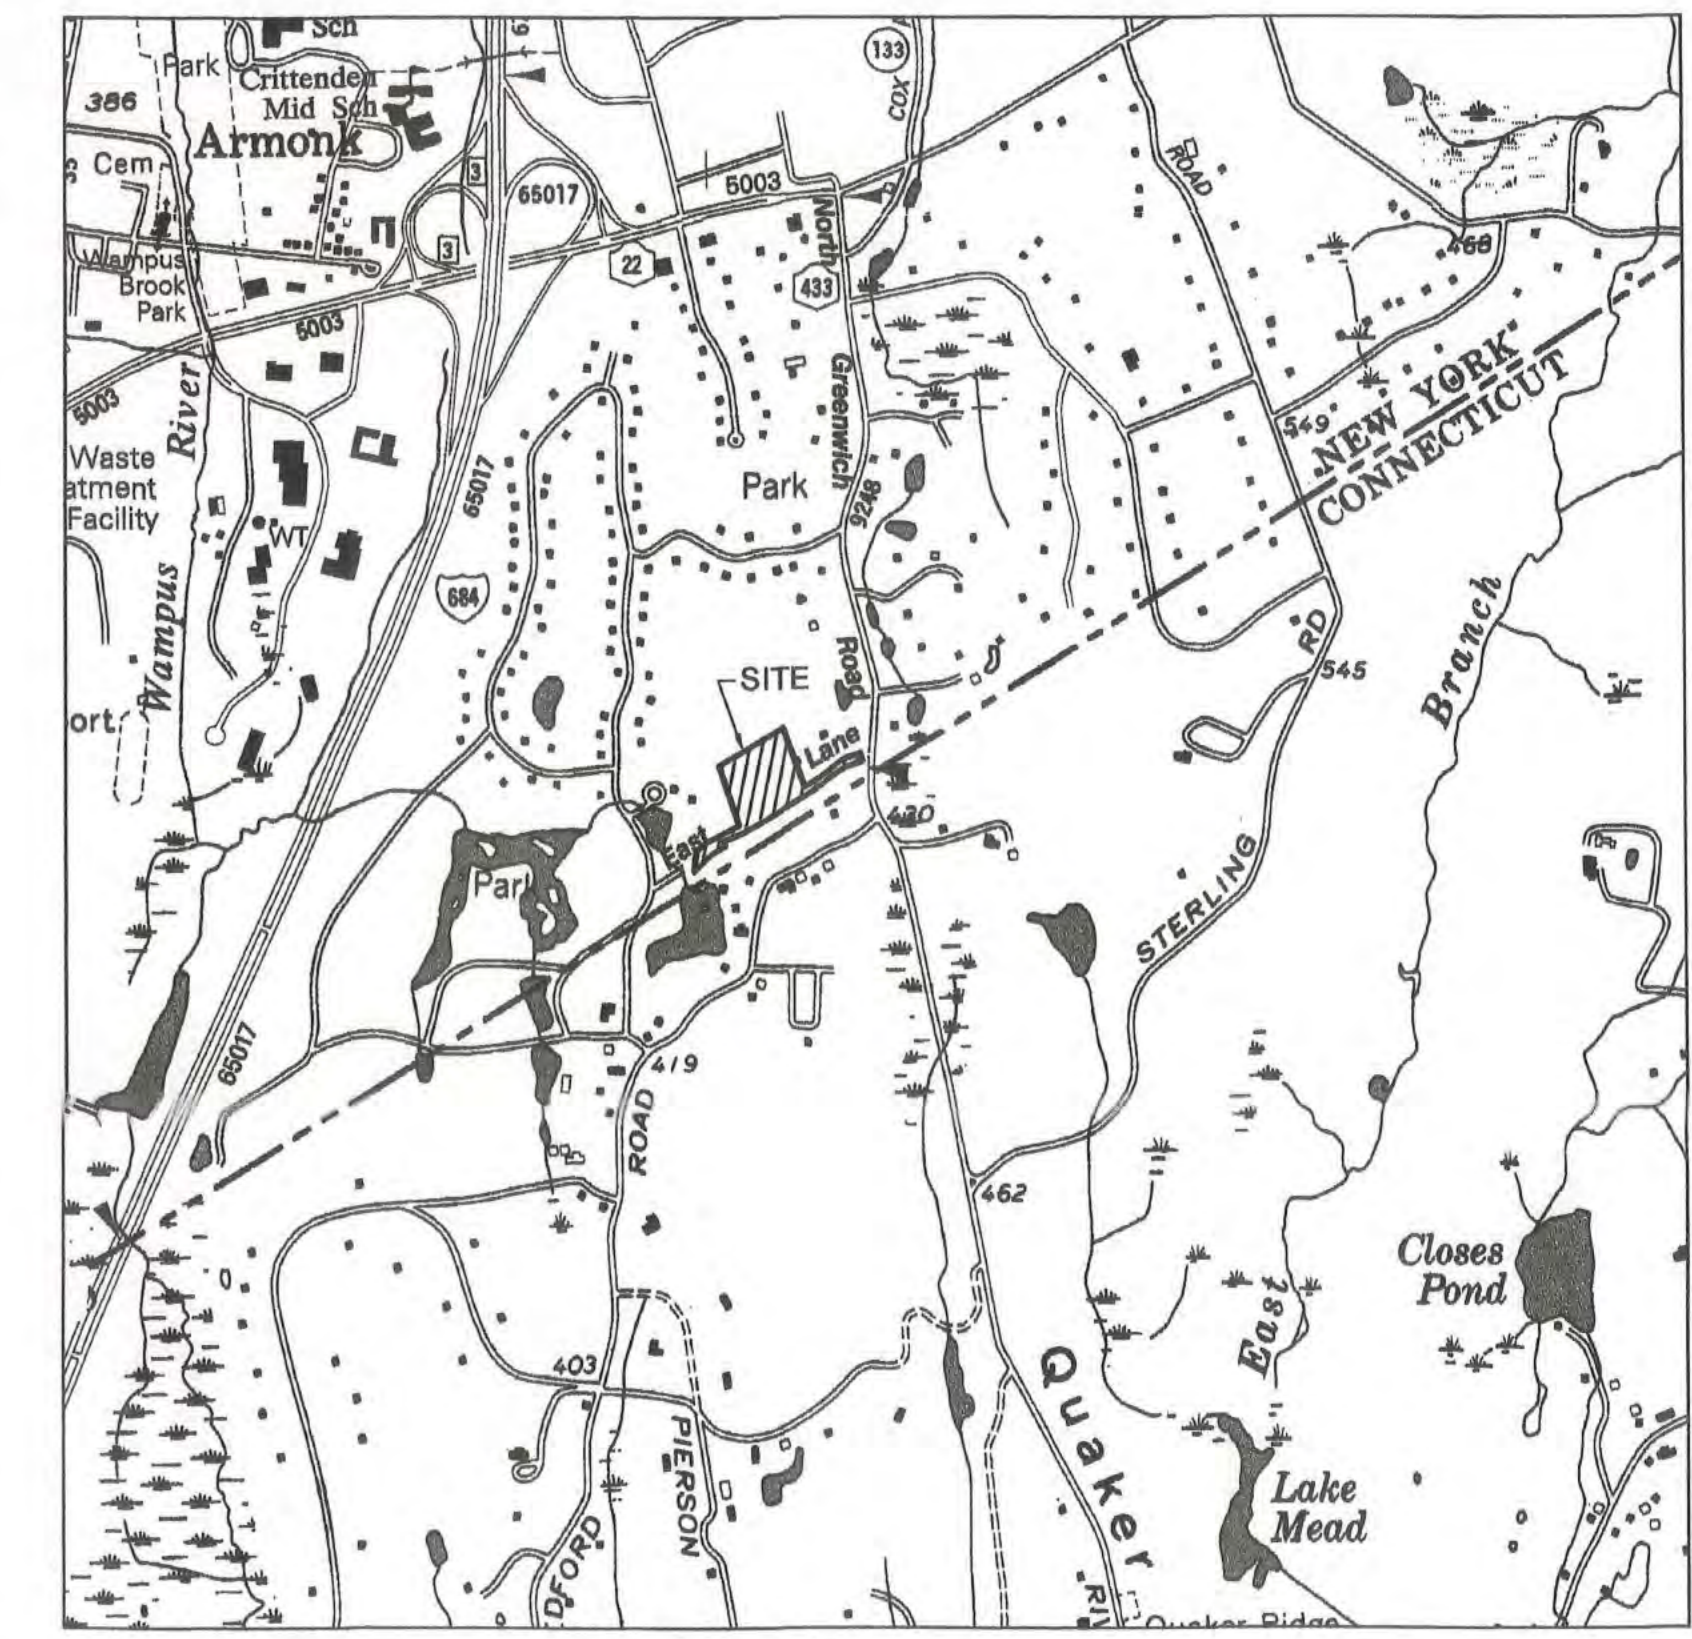 Sch
Park
Crittenden
Mid Sch
386
Armonk
133
COX
ROAD
Cem
3
65017
5003
North
3
22
433
468
Wampus
Brook
Park
5003
5003
River
Greenwich
549
NEW YORK
CONNECTICUT
Waste
atment
Facility
65017
Park
9248
WT
684
Wampus
Branch
RD
545
SITE
Road
ort
Lane
East
420
Park
STERLING
65017
419
ROAD
462
Closes
Pond
East
403
Quaker
PIERSON
Lake
Mead
DFORD
RIV
Quaker Ridge